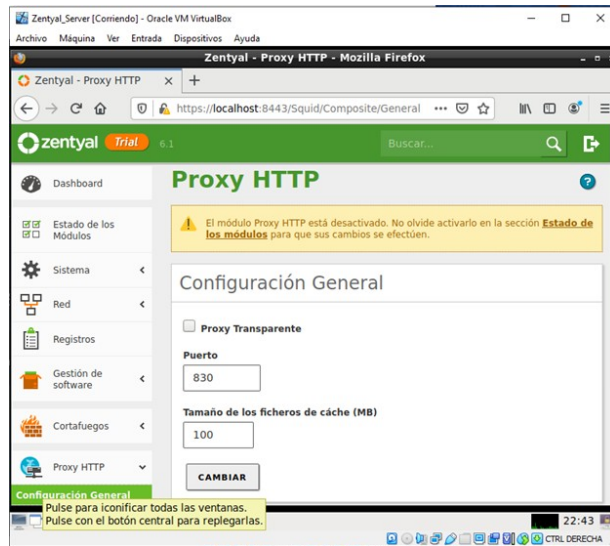 Zentyal_Server [Corriendo] - Oracle VM VirtualBox
Archivo Máquina Ver Entrada Dispositivos Ayuda
Zentyal - Proxy HTTP - Mozilla Firefox
Zentyal - Proxy HTTP
https://localhost:8443/Squid/Composite/General
zentyal Trial 6.1 Buscar...
Dashboard
Estado de los
Módulos
Sistema
Red
Registros
Gestión de
software
Cortafuegos
Proxy HTTP
Configuración General
Proxy HTTP
El módulo Proxy HTTP está desactivado. No olvide activarlo en la sección Estado de
los módulos para que sus cambios se efectúen.
Configuración General
Proxy Transparente
Puerto
830
Tamaño de los ficheros de cáche (MB)
100
CAMBIAR
Pulse para iconificar todas las ventanas.
Pulse con el botón central para replegarlas.
22:43
CTRL DERECHA